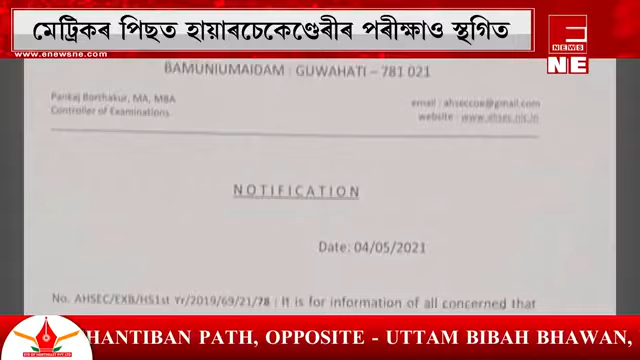 মেট্ৰিকৰ পিছত হায়াৰচেকেণ্ডেৰীৰ পৰীক্ষাও স্থগিত
E
NEWS
NE
www.enewsne.com
BAMUNIUMAIDAM : GUWAHATI – 781 021
Pankaj Borthakur, MA, MBA
Controller of Examinations
email : ahseccoe@gmail.com
website : www.ahsec.nic.in
NOTIFICATION
Date: 04/05/2021
No. AHSEC/EXB/HS1st Yr/2019/69/21/78 : It is for information of all concerned that
HANTIBAN PATH, OPPOSITE - UTTAM BIBAH BHAWAN,